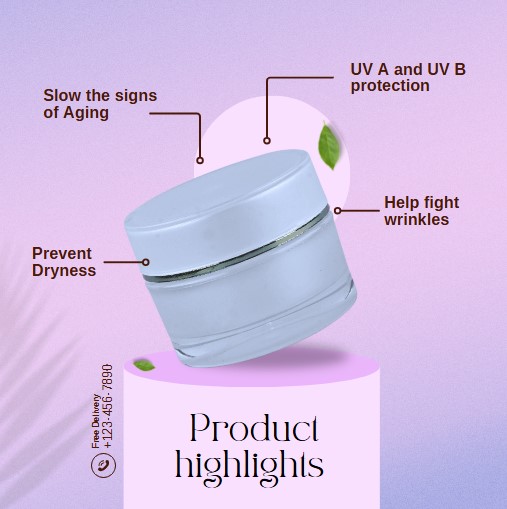 UV A and UV B
protection
Slow the signs
of Aging
Help fight
wrinkles
Prevent
Dryness
Free Delivery
+123-456-7890
Product
highlights